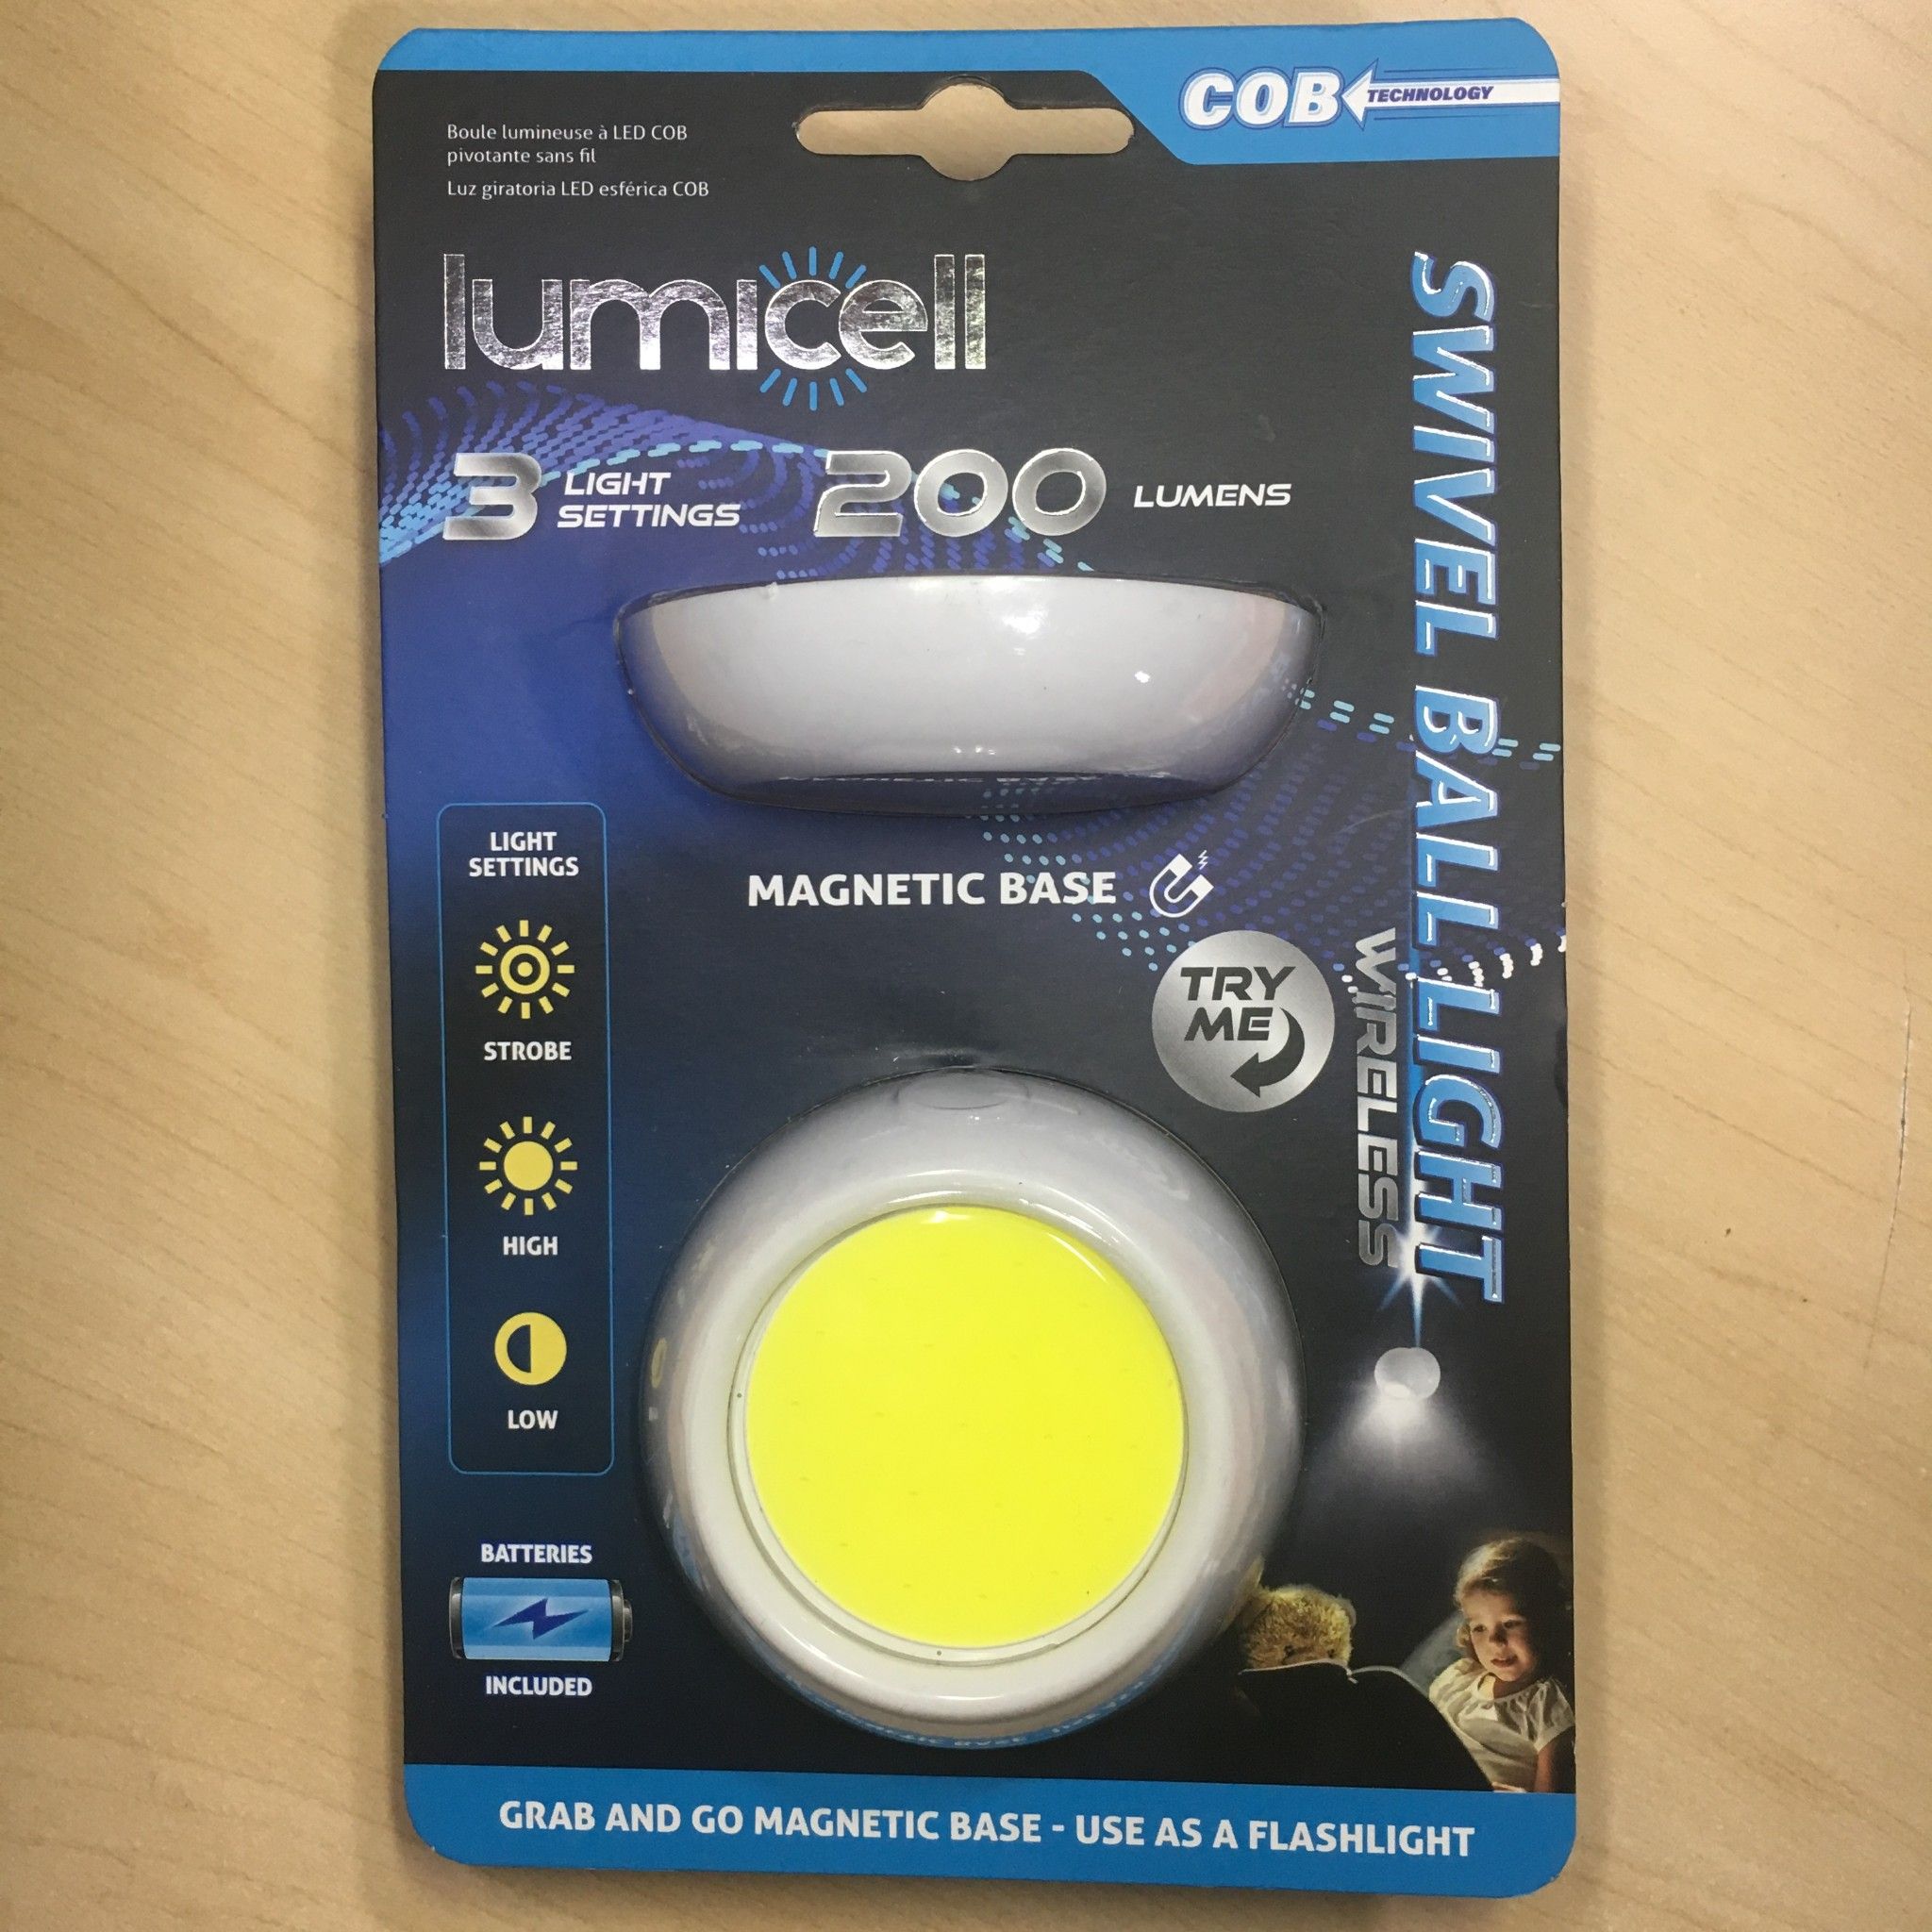 COB TECHNOLOGY
Boule lumineuse à LED COB
pivotante sans fil
Luz giratoria LED esférica COB
lumicell
3 LIGHT
SETTINGS
200 LUMENS
SWIVEL BALL LIGHT
WIRELESS
MAGNETIC BASE
TRY
ME
LIGHT
SETTINGS
STROBE
HIGH
LOW
BATTERIES
INCLUDED
GRAB AND GO MAGNETIC BASE - USE AS A FLASHLIGHT